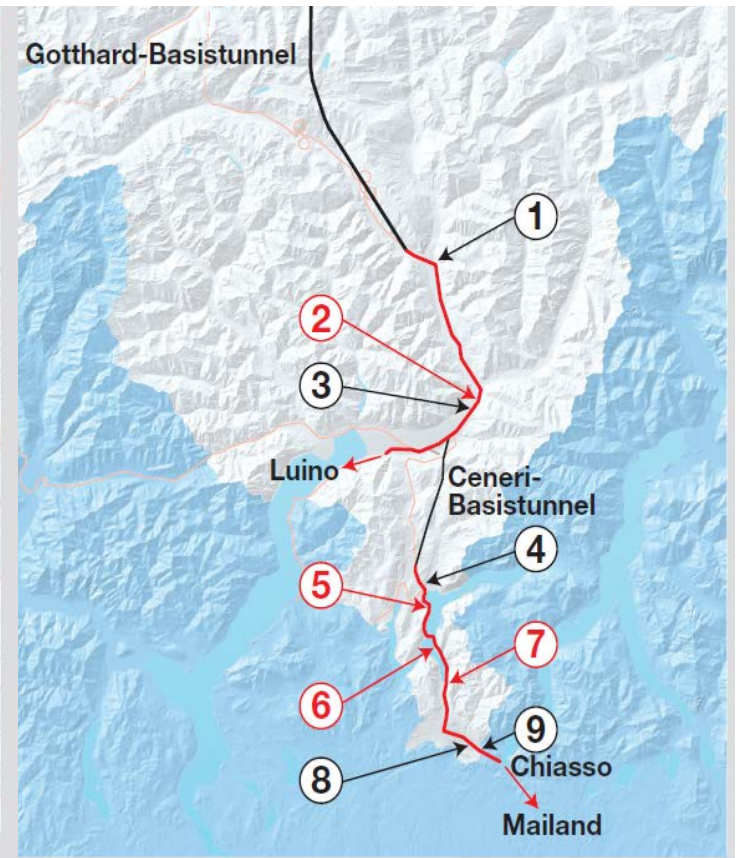 Gotthard-Basistunnel
1
2
3
Luino
Ceneri-
Basistunnel
4
5
7
6
9
8
Chiasso
Mailand